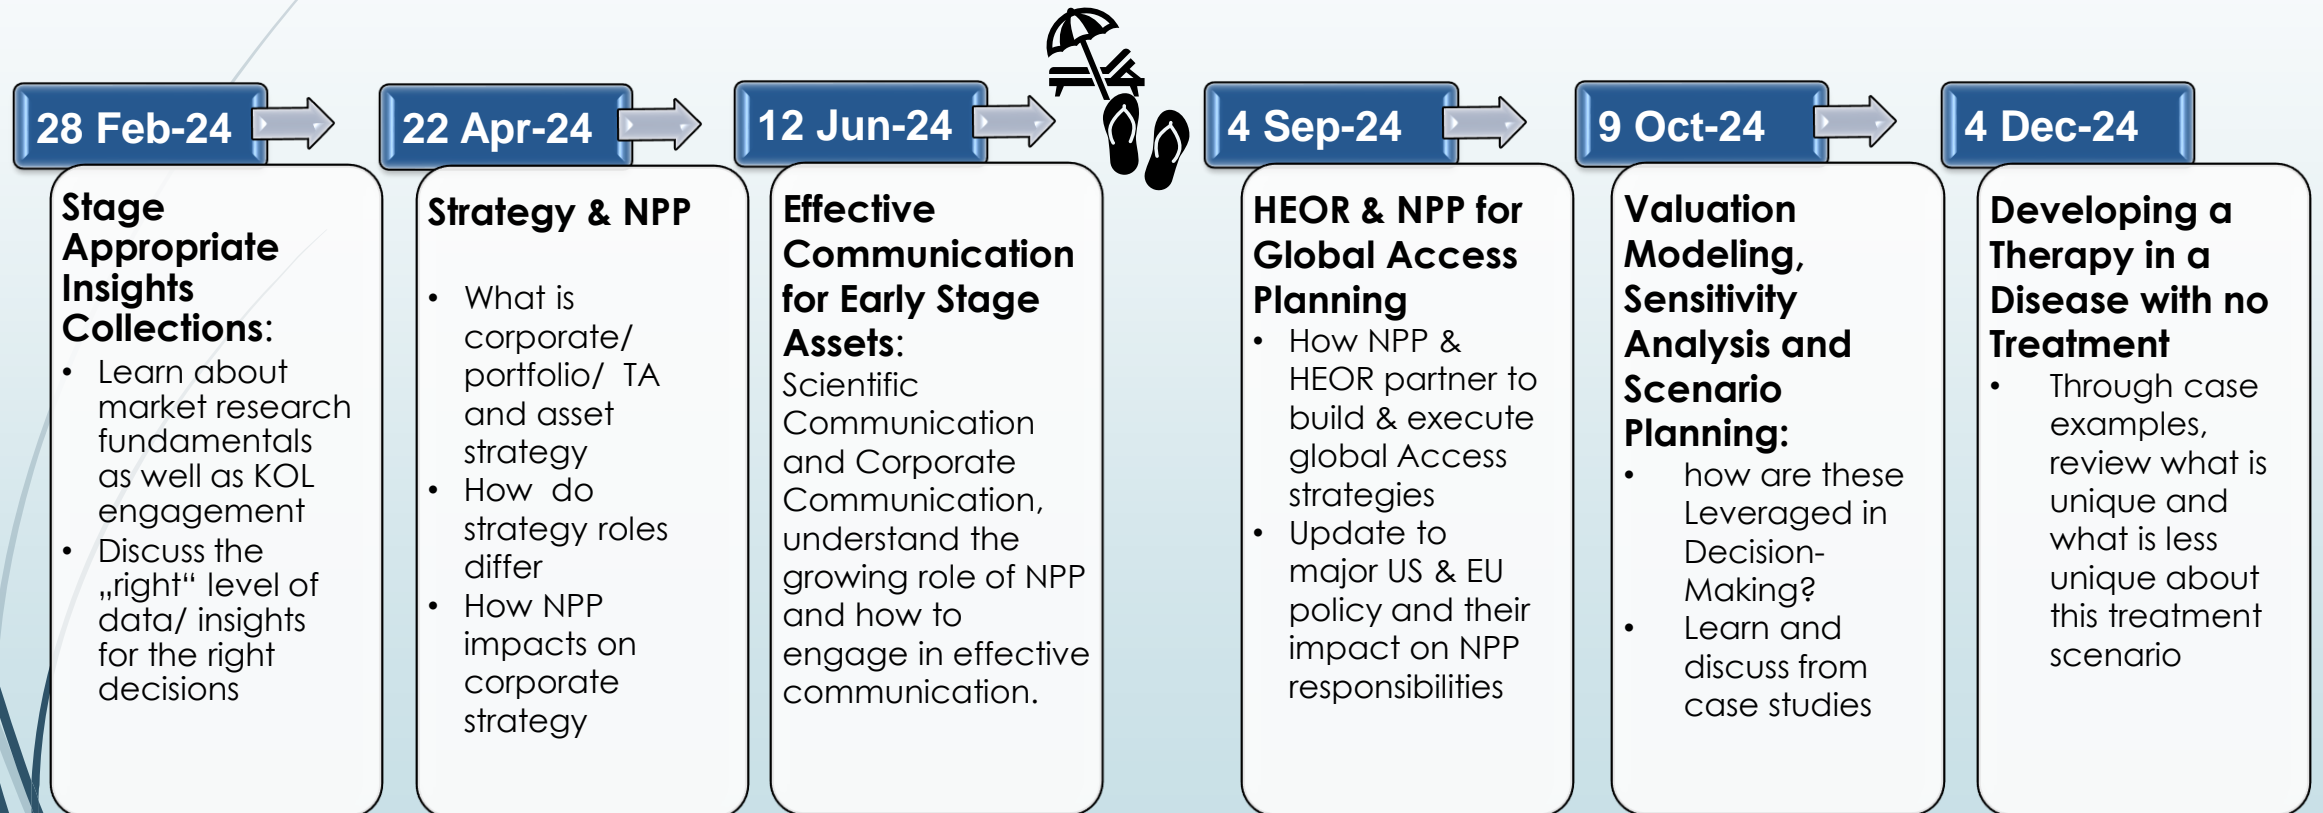 28 Feb-24
Stage
Appropriate
Insights
Collections:
• Learn about
market research
fundamentals
as well as KOL
engagement
• Discuss the
„right“ level of
data/ insights
for the right
decisions
22 Apr-24
Strategy & NPP
• What is
corporate/
portfolio/ TA
and asset
strategy
• How do
strategy roles
differ
• How NPP
impacts on
corporate
strategy
12 Jun-24
Effective
Communication
for Early Stage
Assets:
Scientific
Communication
and Corporate
Communication,
understand the
growing role of NPP
and how to
engage in effective
communication.
4 Sep-24
HEOR & NPP for
Global Access
Planning
• How NPP &
HEOR partner to
build & execute
global Access
strategies
• Update to
major US & EU
policy and their
impact on NPP
responsibilities
9 Oct-24
Valuation
Modeling,
Sensitivity
Analysis and
Scenario
Planning:
• how are these
Leveraged in
Decision-
Making?
• Learn and
discuss from
case studies
4 Dec-24
Developing a
Therapy in a
Disease with no
Treatment
• Through case
examples,
review what is
unique and
what is less
unique about
this treatment
scenario